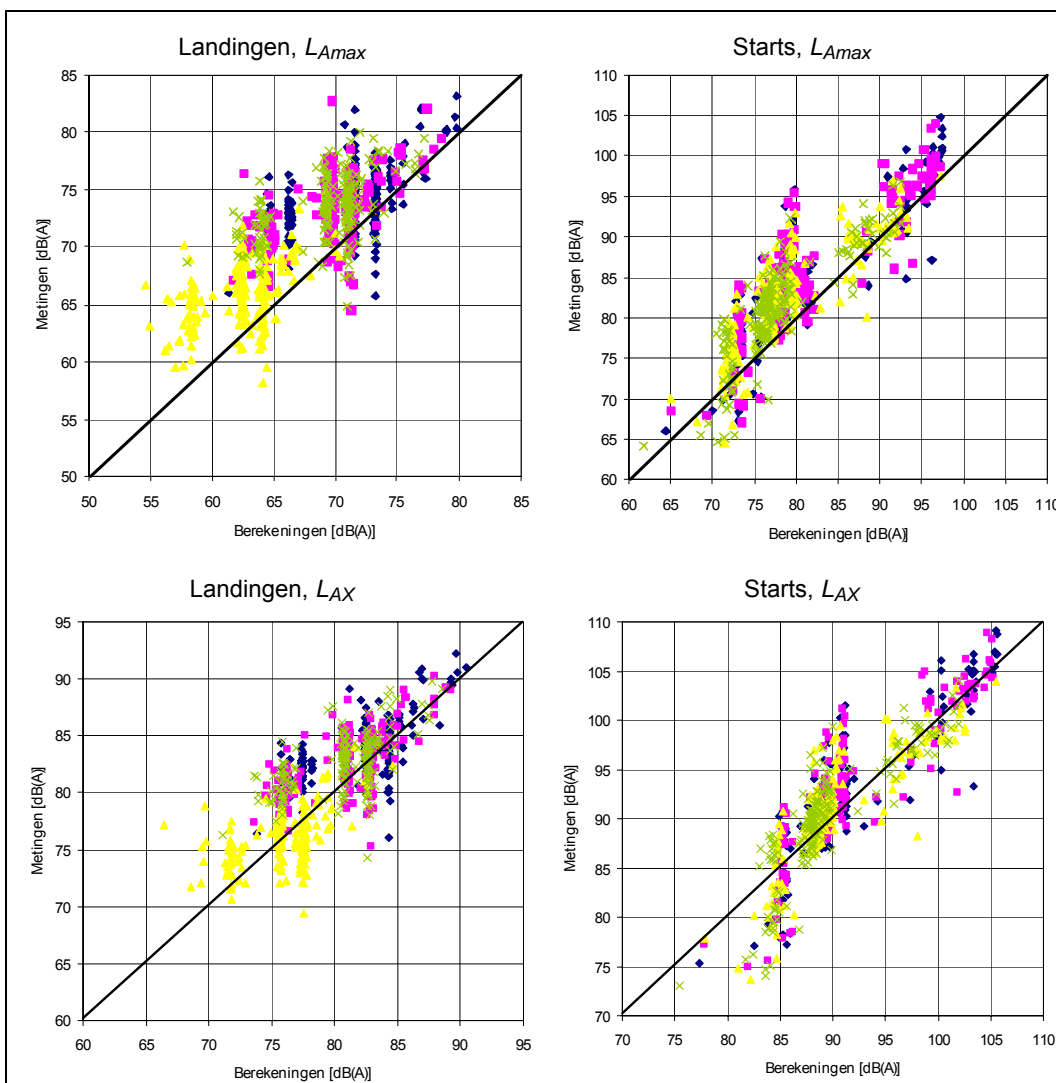 Landingen, L_Amax
85
80
75
70
65
60
55
50
Metingen [dB(A)]
50 55 60 65 70 75 80 85
Berekeningen [dB(A)]
Starts, L_Amax
110
105
100
95
90
85
80
75
70
65
60
Metingen [dB(A)]
60 65 70 75 80 85 90 95 100 105 110
Berekeningen [dB(A)]
Landingen, L_AX
95
90
85
80
75
70
65
60
Metingen [dB(A)]
60 65 70 75 80 85 90 95
Berekeningen [dB(A)]
Starts, L_AX
110
105
100
95
90
85
80
75
70
Metingen [dB(A)]
70 75 80 85 90 95 100 105 110
Berekeningen [dB(A)]